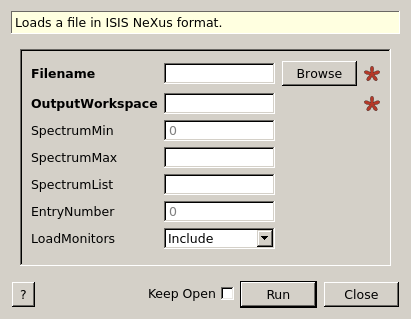 Loads a file in ISIS NeXus format.
Filename Browse *
OutputWorkspace *
SpectrumMin 0
SpectrumMax
SpectrumList
EntryNumber 0
LoadMonitors Include
? Keep Open Run Close